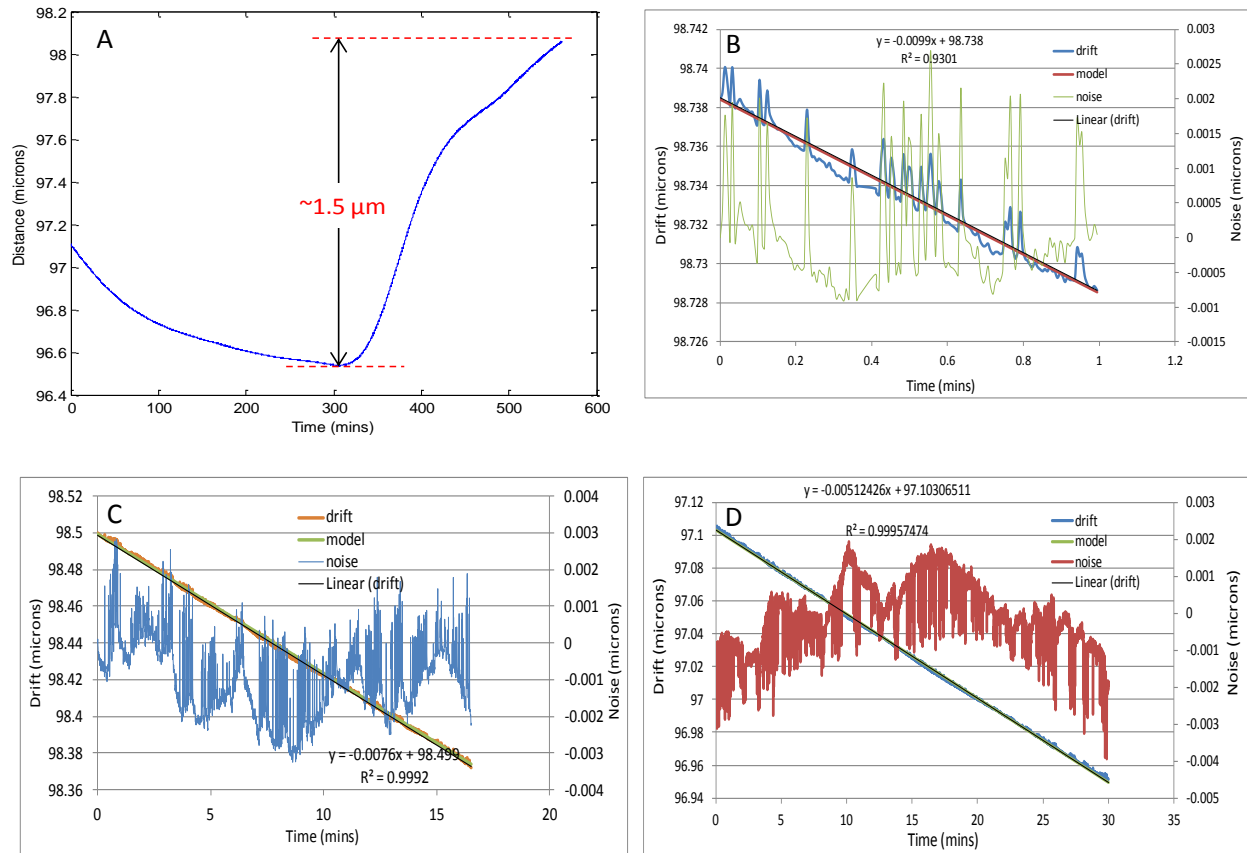 A
98.2
98
97.8
97.6
97.4
97.2
97
96.8
96.6
96.4
Distance (microns)
~1.5 μm
0 100 200 300 400 500 600
Time (mins)
B
y = -0.0099x + 98.738
R² = 0.9301
drift
model
noise
Linear (drift)
98.742
98.74
98.738
98.736
98.734
98.732
98.73
98.728
98.726
Drift (microns)
0.003
0.0025
0.002
0.0015
0.001
0.0005
0
-0.0005
-0.001
-0.0015
Noise (microns)
0 0.2 0.4 0.6 0.8 1 1.2
Time (mins)
C
drift
model
noise
Linear (drift)
98.52
98.5
98.48
98.46
98.44
98.42
98.4
98.38
98.36
Drift (microns)
0.004
0.003
0.002
0.001
0
-0.001
-0.002
-0.003
-0.004
Noise (microns)
y = -0.0076x + 98.499
R² = 0.9992
0 5 10 15 20
Time (mins)
D
y = -0.00512426x + 97.10306511
R² = 0.99957474
drift
model
noise
Linear (drift)
97.12
97.1
97.08
97.06
97.04
97.02
97
96.98
96.96
96.94
Drift (microns)
0.003
0.002
0.001
0
-0.001
-0.002
-0.003
-0.004
-0.005
Noise (microns)
0 5 10 15 20 25 30 35
Time (mins)